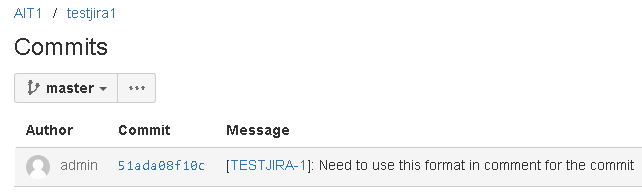 AIT1 / testjira1
Commits
master ...
Author Commit Message
admin 51ada08f10c [TESTJIRA-1]: Need to use this format in comment for the commit